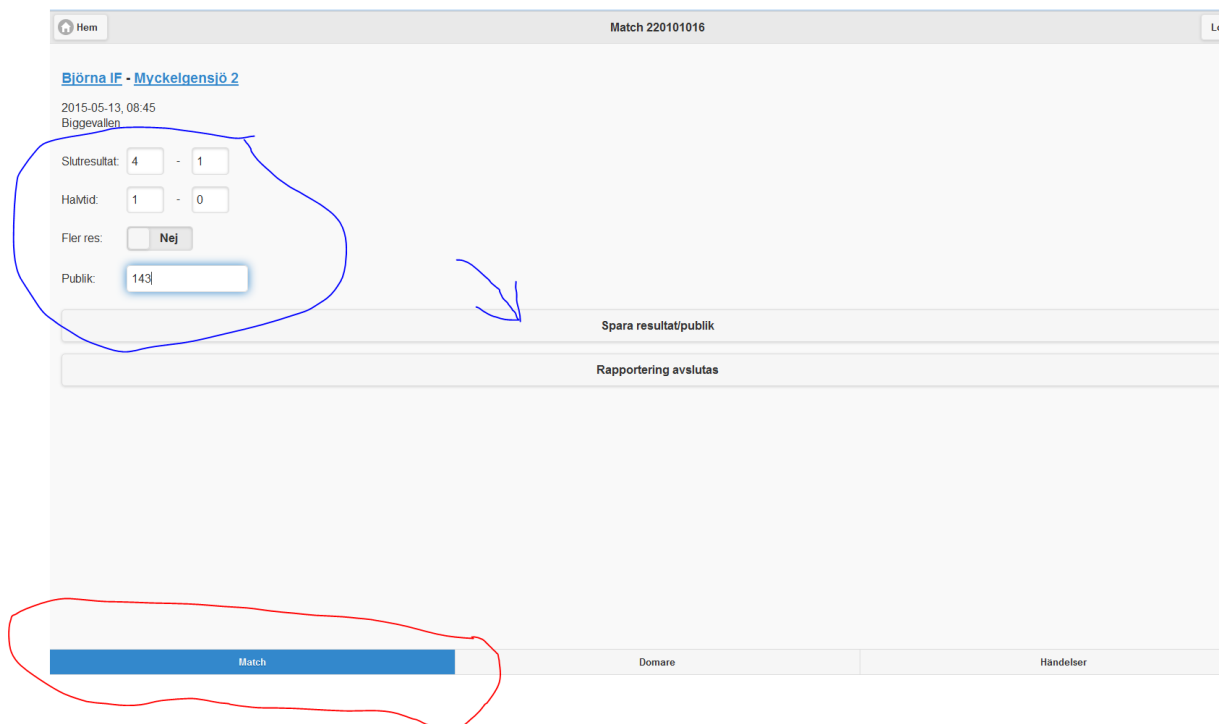 Hem Match 220101016
Björna IF - Myckelgensjö 2
2015-05-13, 08:45
Biggevallen
Slutresultat: 4 - 1
Halvtid: 1 - 0
Fler res: Nej
Publik: 143
Spara resultat/publik
Rapportering avslutas
Match Domare Händelser